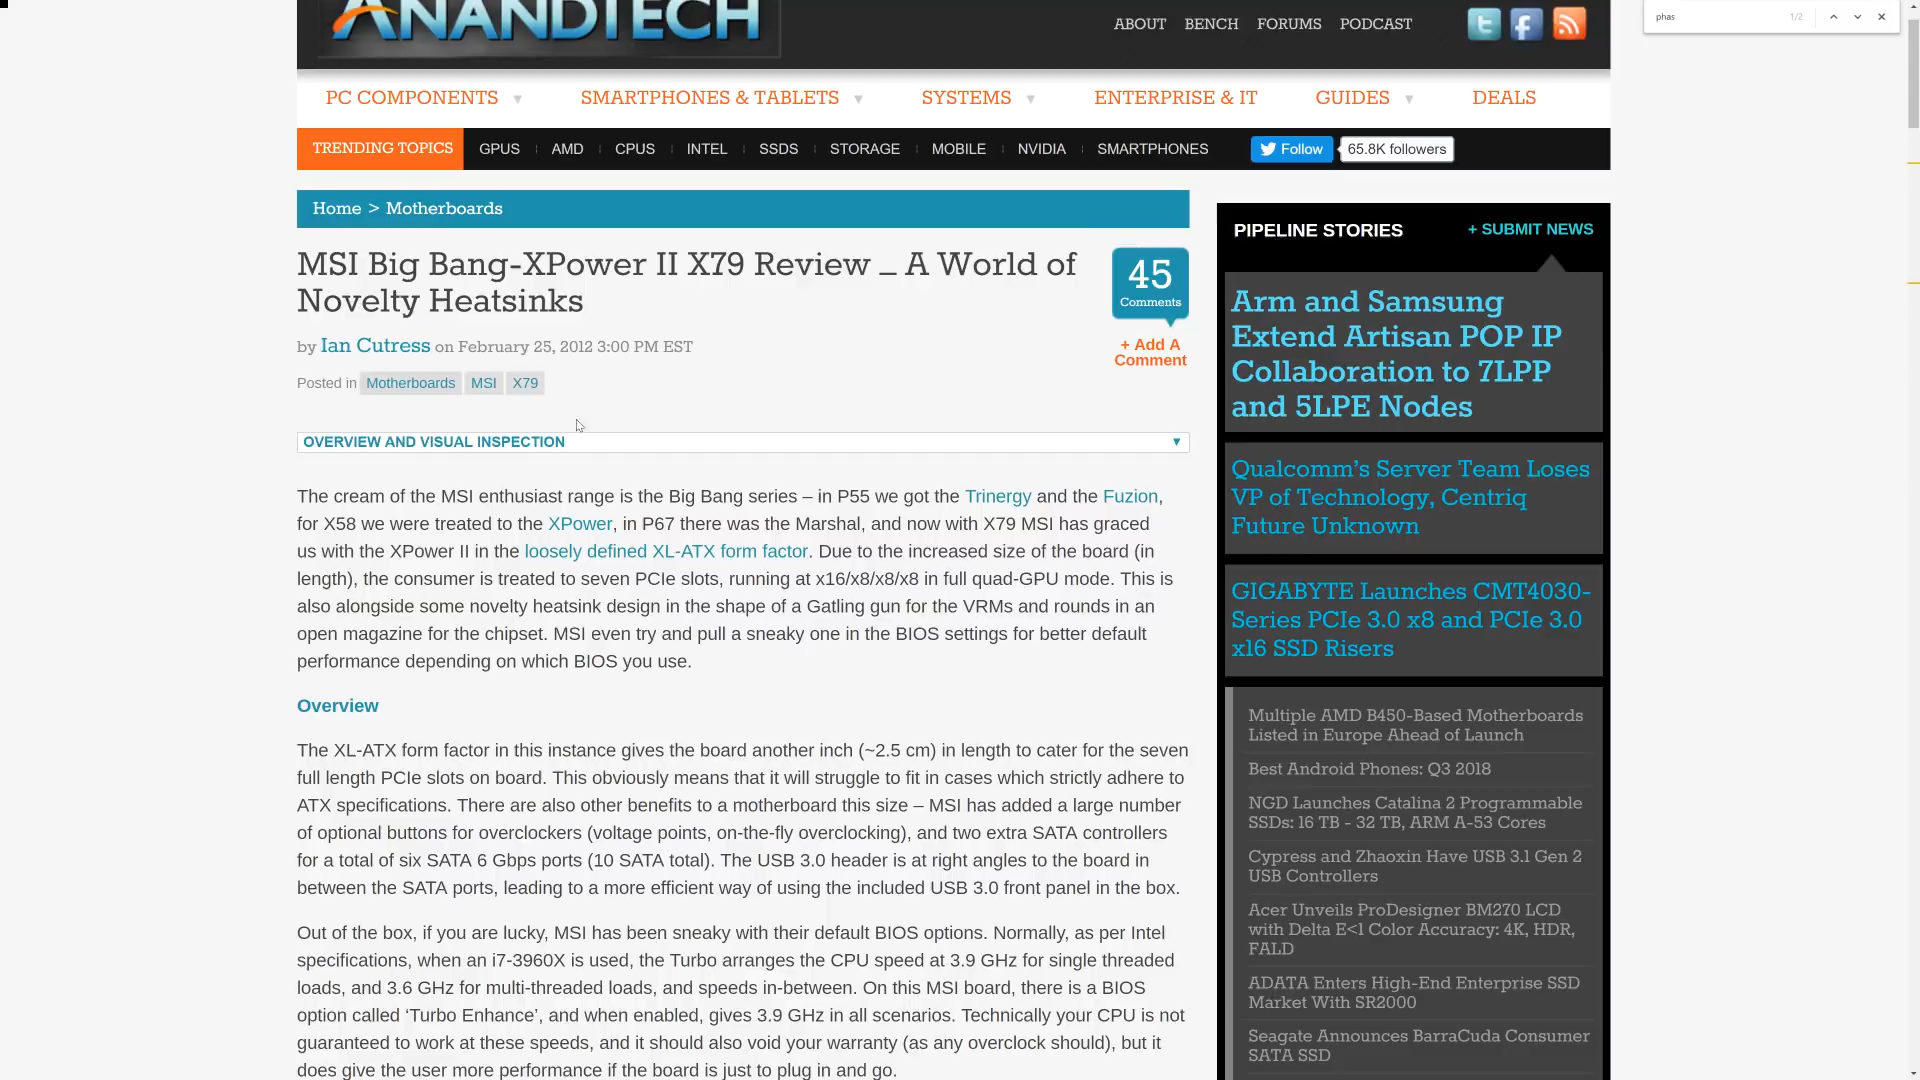 ANANDTECH
ABOUT BENCH FORUMS PODCAST
phas 1/2
PC COMPONENTS ▼ SMARTPHONES & TABLETS ▼ SYSTEMS ▼ ENTERPRISE & IT GUIDES ▼ DEALS
TRENDING TOPICS GPUS AMD CPUS INTEL SSDS STORAGE MOBILE NVIDIA SMARTPHONES Follow 65.8K followers
Home > Motherboards
MSI Big Bang-XPower II X79 Review _ A World of
Novelty Heatsinks
45
Comments
by Ian Cutress on February 25, 2012 3:00 PM EST
+ Add A
Comment
Posted in Motherboards MSI X79
OVERVIEW AND VISUAL INSPECTION ▼
The cream of the MSI enthusiast range is the Big Bang series – in P55 we got the Trinergy and the Fuzion,
for X58 we were treated to the XPower, in P67 there was the Marshal, and now with X79 MSI has graced
us with the XPower II in the loosely defined XL-ATX form factor. Due to the increased size of the board (in
length), the consumer is treated to seven PCIe slots, running at x16/x8/x8/x8 in full quad-GPU mode. This is
also alongside some novelty heatsink design in the shape of a Gatling gun for the VRMs and rounds in an
open magazine for the chipset. MSI even try and pull a sneaky one in the BIOS settings for better default
performance depending on which BIOS you use.
Overview
The XL-ATX form factor in this instance gives the board another inch (~2.5 cm) in length to cater for the seven
full length PCIe slots on board. This obviously means that it will struggle to fit in cases which strictly adhere to
ATX specifications. There are also other benefits to a motherboard this size – MSI has added a large number
of optional buttons for overclockers (voltage points, on-the-fly overclocking), and two extra SATA controllers
for a total of six SATA 6 Gbps ports (10 SATA total). The USB 3.0 header is at right angles to the board in
between the SATA ports, leading to a more efficient way of using the included USB 3.0 front panel in the box.
Out of the box, if you are lucky, MSI has been sneaky with their default BIOS options. Normally, as per Intel
specifications, when an i7-3960X is used, the Turbo arranges the CPU speed at 3.9 GHz for single threaded
loads, and 3.6 GHz for multi-threaded loads, and speeds in-between. On this MSI board, there is a BIOS
option called ‘Turbo Enhance’, and when enabled, gives 3.9 GHz in all scenarios. Technically your CPU is not
guaranteed to work at these speeds, and it should also void your warranty (as any overclock should), but it
does give the user more performance if the board is just to plug in and go.
PIPELINE STORIES + SUBMIT NEWS
Arm and Samsung
Extend Artisan POP IP
Collaboration to 7LPP
and 5LPE Nodes
Qualcomm’s Server Team Loses
VP of Technology, Centriq
Future Unknown
GIGABYTE Launches CMT4030-
Series PCIe 3.0 x8 and PCIe 3.0
x16 SSD Risers
Multiple AMD B450-Based Motherboards
Listed in Europe Ahead of Launch
Best Android Phones: Q3 2018
NGD Launches Catalina 2 Programmable
SSDs: 16 TB - 32 TB, ARM A-53 Cores
Cypress and Zhaoxin Have USB 3.1 Gen 2
USB Controllers
Acer Unveils ProDesigner BM270 LCD
with Delta E<1 Color Accuracy: 4K, HDR,
FALD
ADATA Enters High-End Enterprise SSD
Market With SR2000
Seagate Announces BarraCuda Consumer
SATA SSD